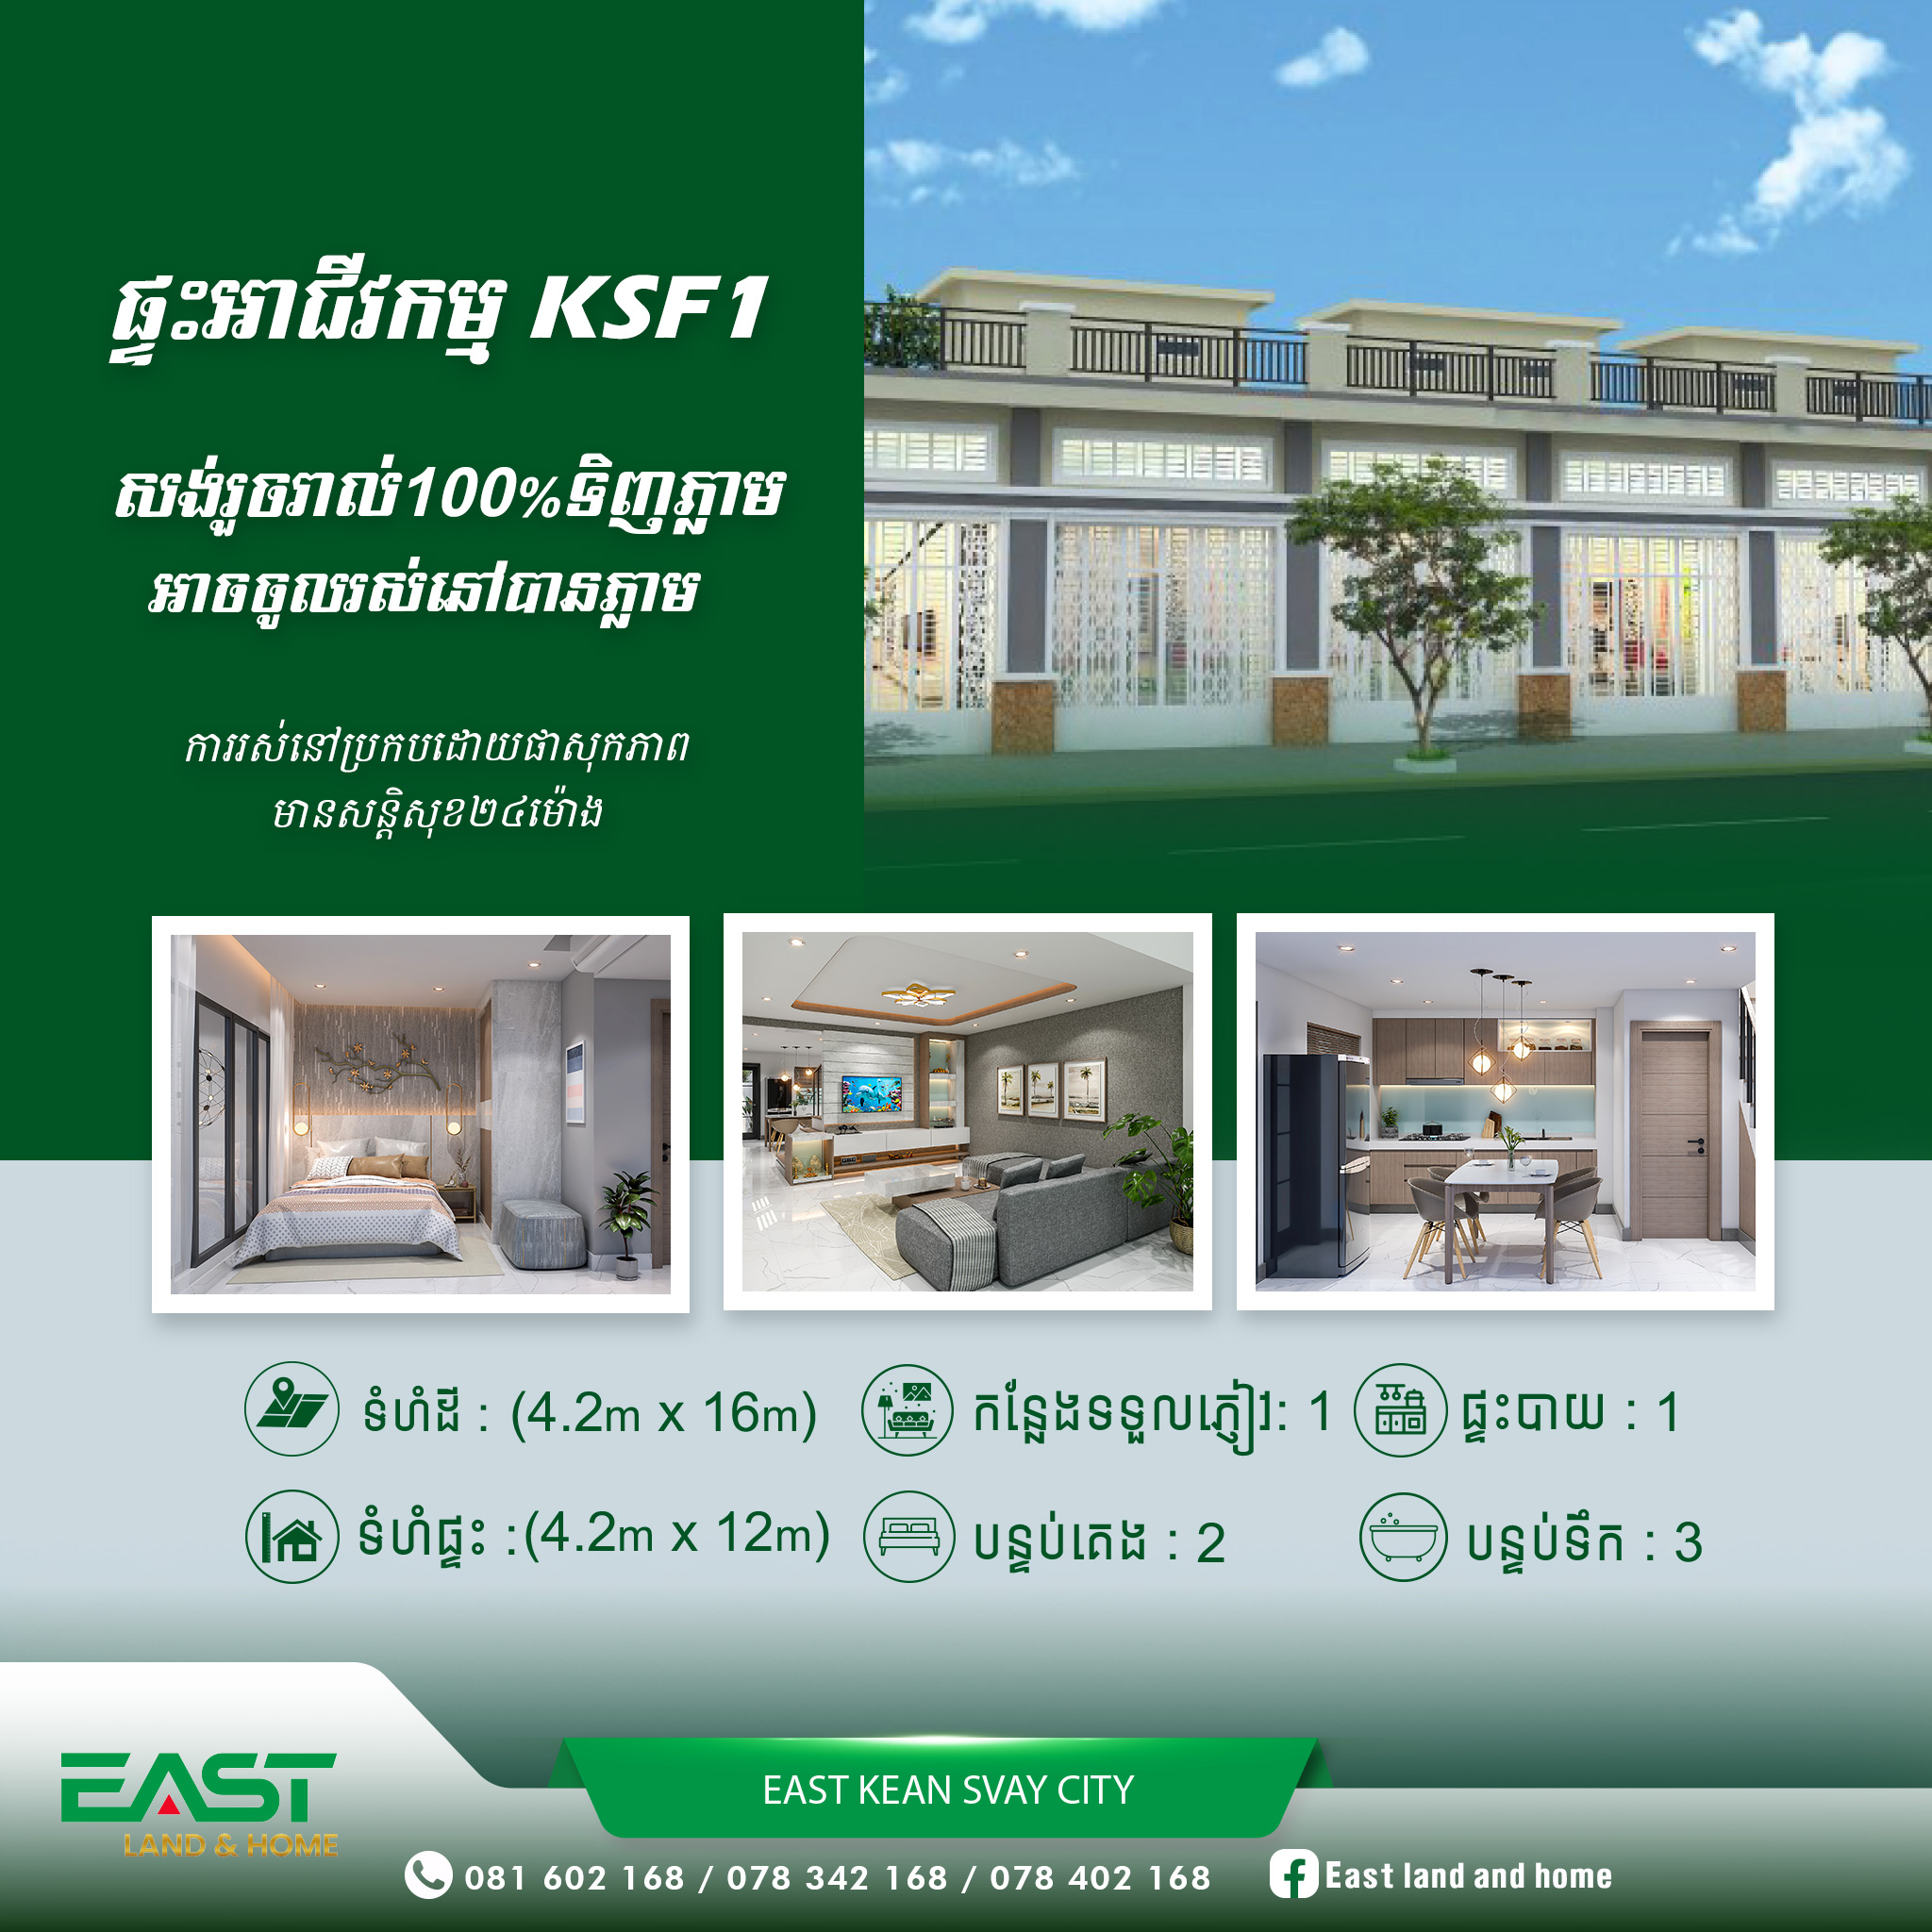 ផ្ទះអាជីវកម្ម KSF1
សង់រួចរាល់100%ទិញភ្លាម
អាចចូលរស់នៅបានភ្លាម
ការរស់នៅប្រកបដោយផាសុកភាព
មានសន្តិសុខ២៤ម៉ោង
ទំហំដី : (4.2m x 16m)
កន្លែងទទួលភ្ញៀវ: 1
ផ្ទះបាយ : 1
ទំហំផ្ទះ :(4.2m x 12m)
បន្ទប់គេង : 2
បន្ទប់ទឹក : 3
EAST
LAND & HOME
EAST KEAN SVAY CITY
081 602 168 / 078 342 168 / 078 402 168
East land and home